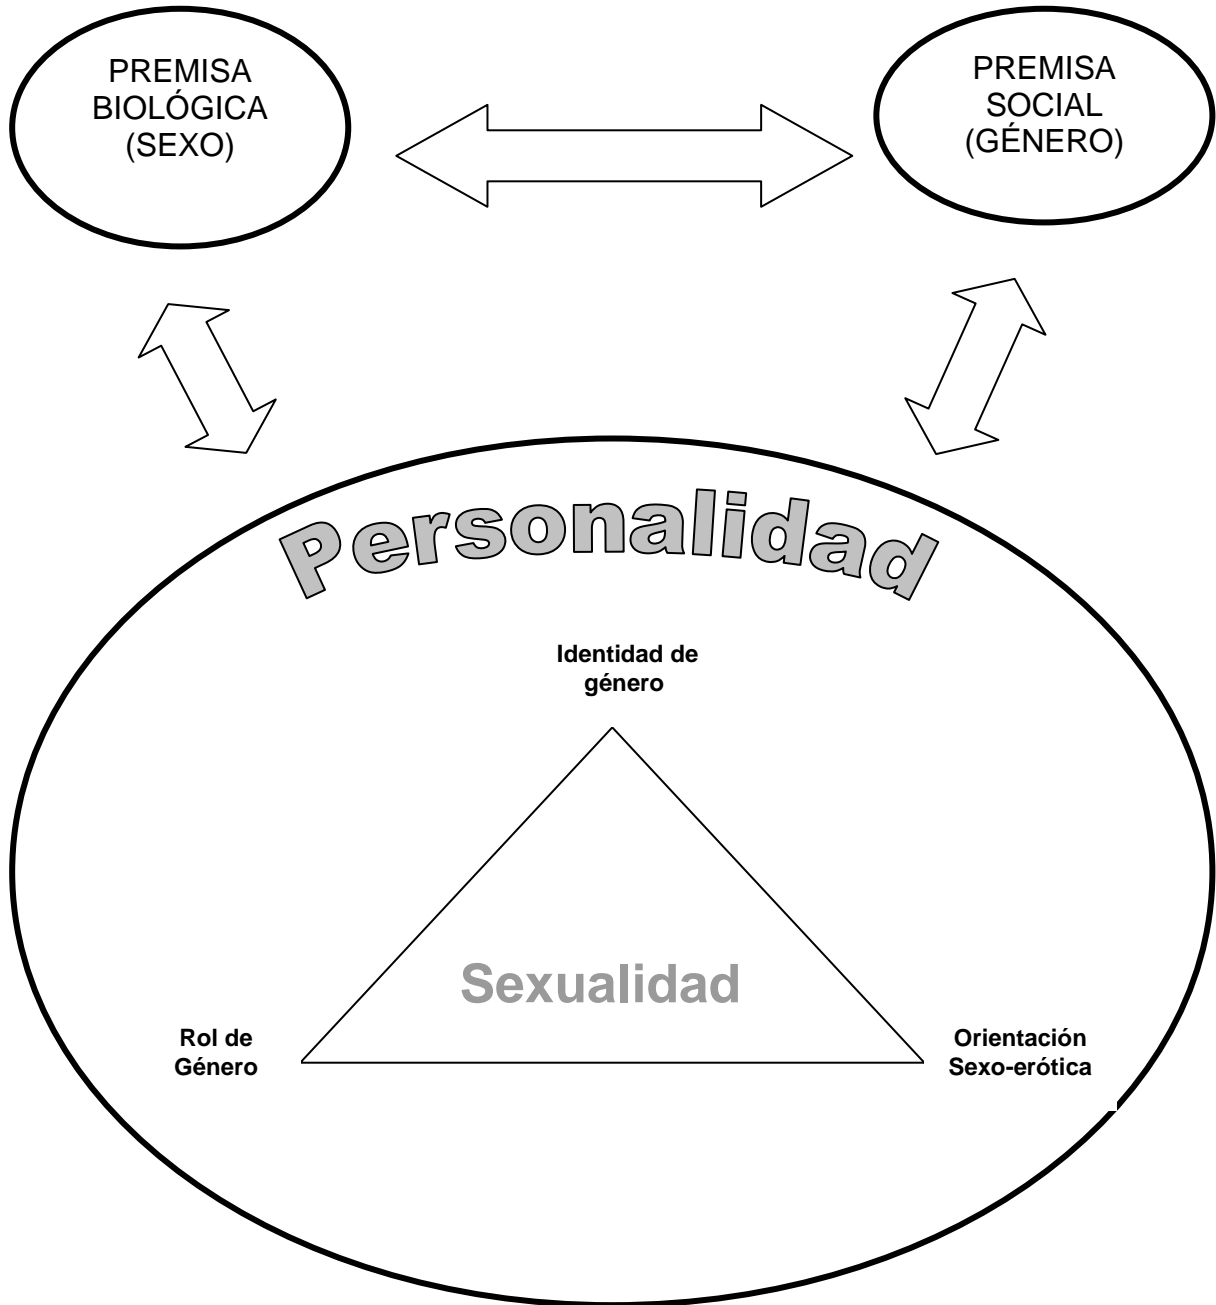 PREMISA
BIOLÓGICA
(SEXO)
PREMISA
SOCIAL
(GÉNERO)
Personalidad
Identidad de
género
Sexualidad
Rol de
Género
Orientación
Sexo-erótica